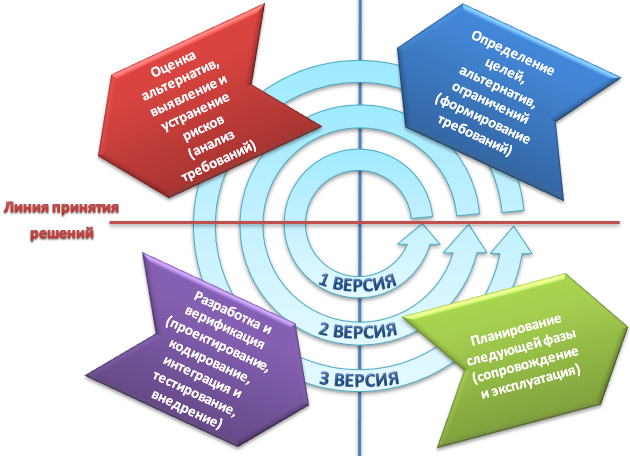 Оценка
альтернатив,
выявление и
устранение
рисков
(анализ
требований)
Определение
целей,
альтернатив,
ограничений
(формирование
требований)
Линия принятия
решений
1 ВЕРСИЯ
2 ВЕРСИЯ
3 ВЕРСИЯ
Разработка и
верификация
(проектирование,
кодирование,
интеграция и
тестирование,
внедрение)
Планирование
следующей фазы
(сопровождение
и эксплуатация)